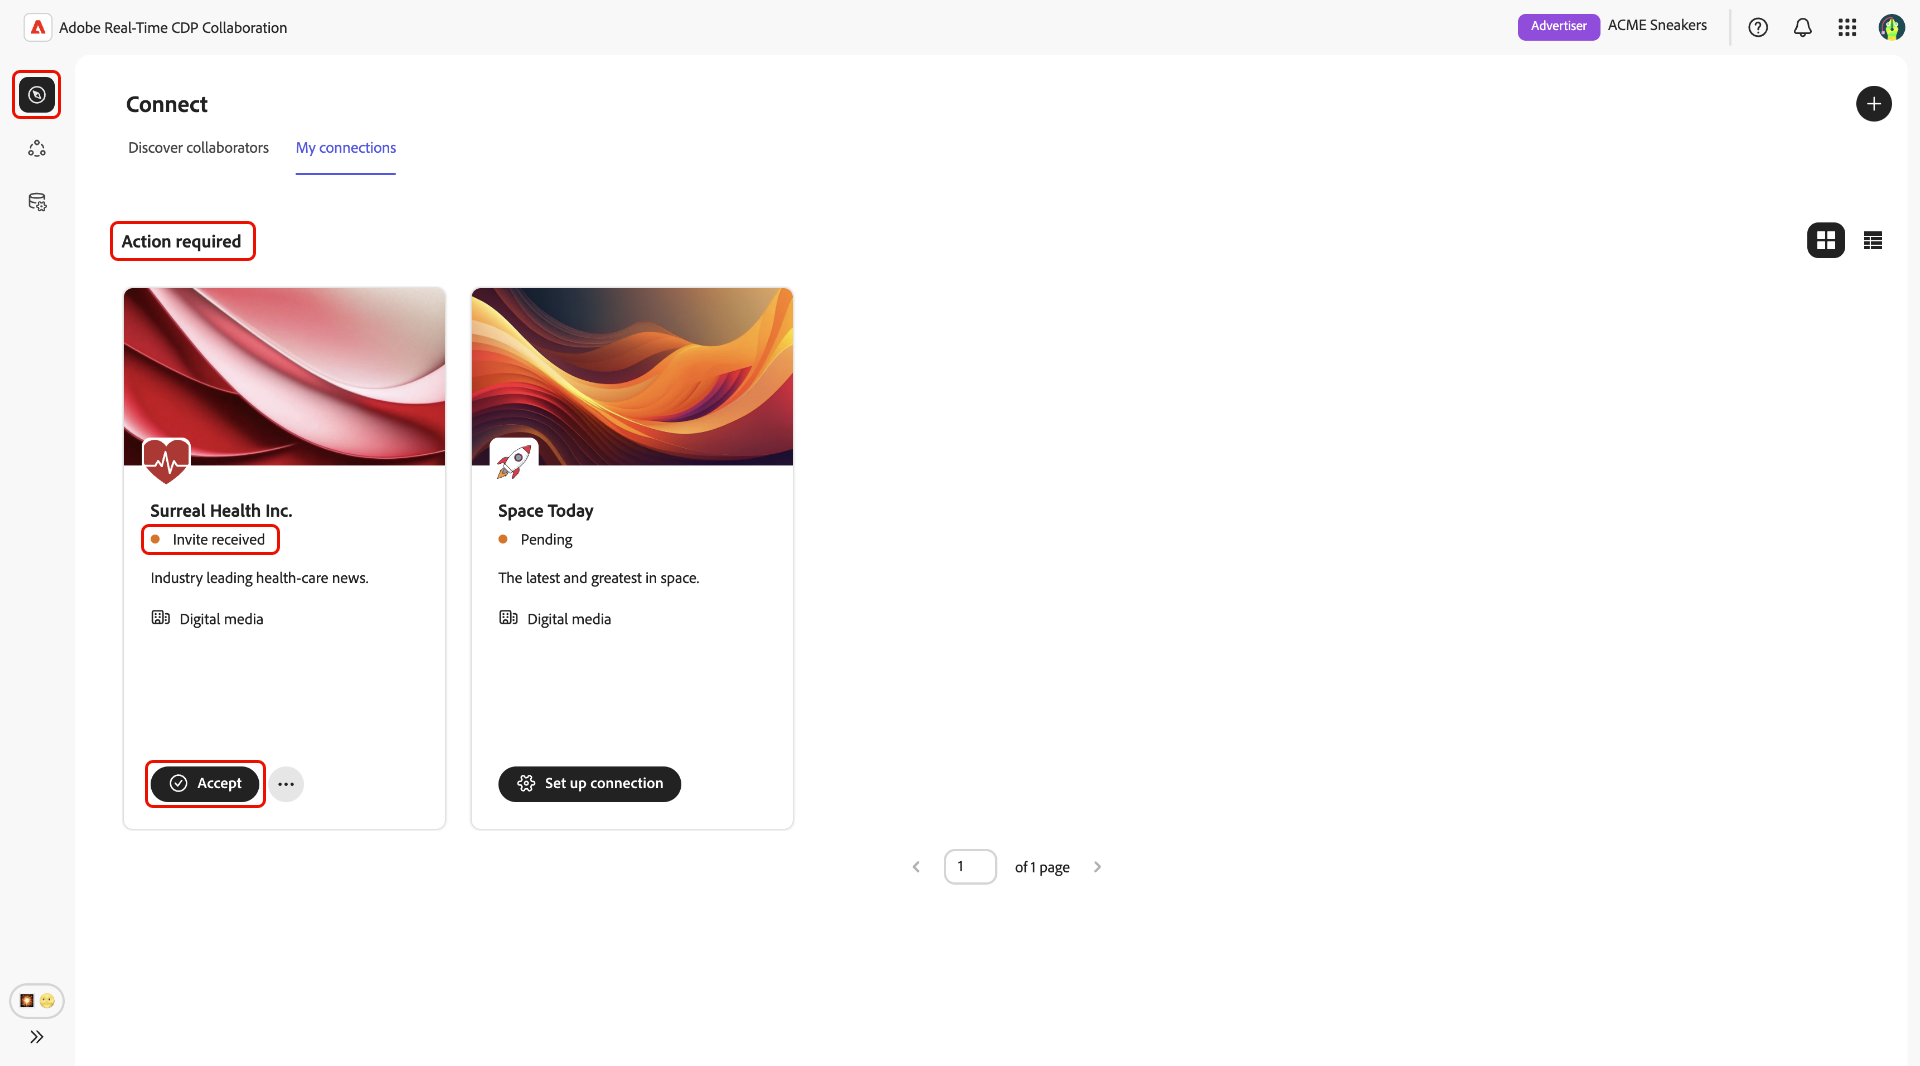 Adobe Real-Time CDP Collaboration
Advertiser
ACME Sneakers
Connect
Discover collaborators
My connections
Action required
Surreal Health Inc.
Invite received
Industry leading health-care news.
Digital media
Accept
Space Today
Pending
The latest and greatest in space.
Digital media
Set up connection
1
of 1 page